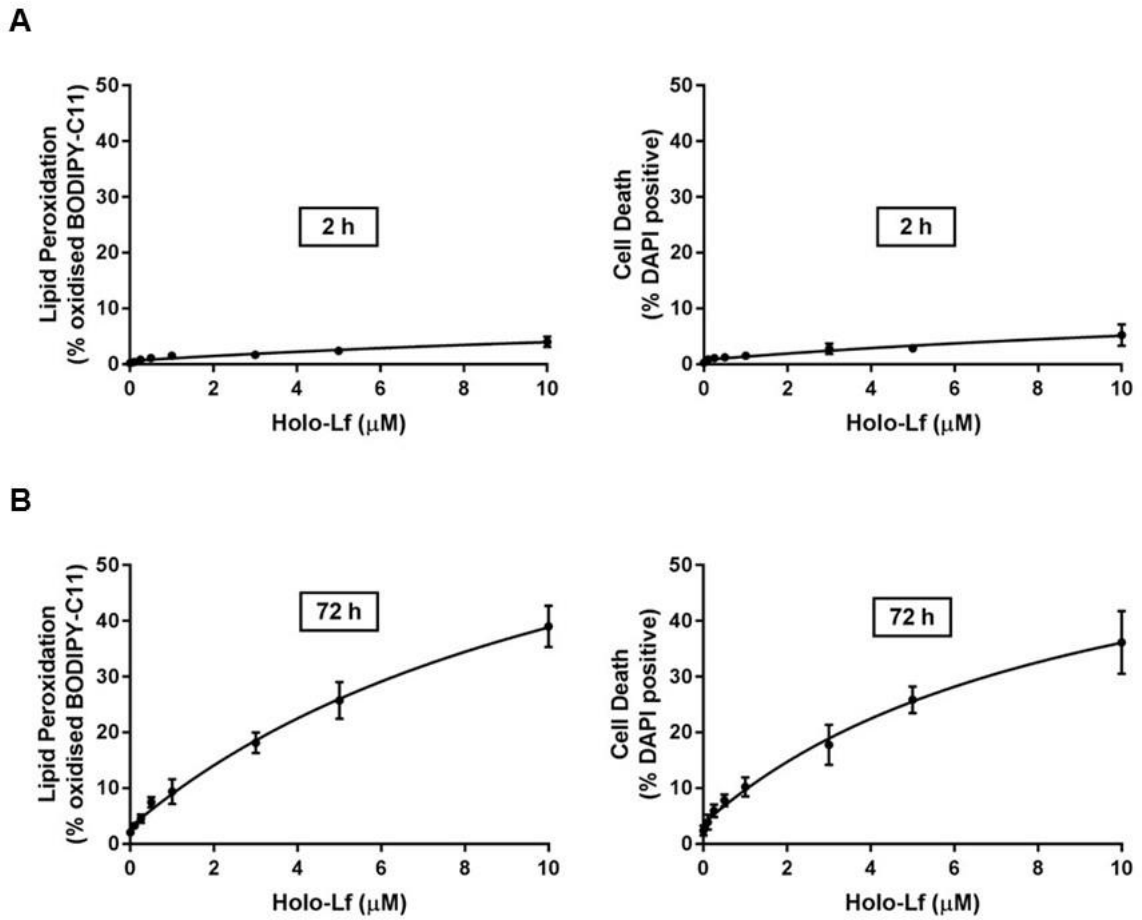 A
Lipid Peroxidation
(% oxidised BODIPY-C11)
50
40
30
20
10
0
2 h
0 2 4 6 8 10
Holo-Lf (μM)
Cell Death
(% DAPI positive)
50
40
30
20
10
0
2 h
0 2 4 6 8 10
Holo-Lf (μM)
B
Lipid Peroxidation
(% oxidised BODIPY-C11)
50
40
30
20
10
0
72 h
0 2 4 6 8 10
Holo-Lf (μM)
Cell Death
(% DAPI positive)
50
40
30
20
10
0
72 h
0 2 4 6 8 10
Holo-Lf (μM)